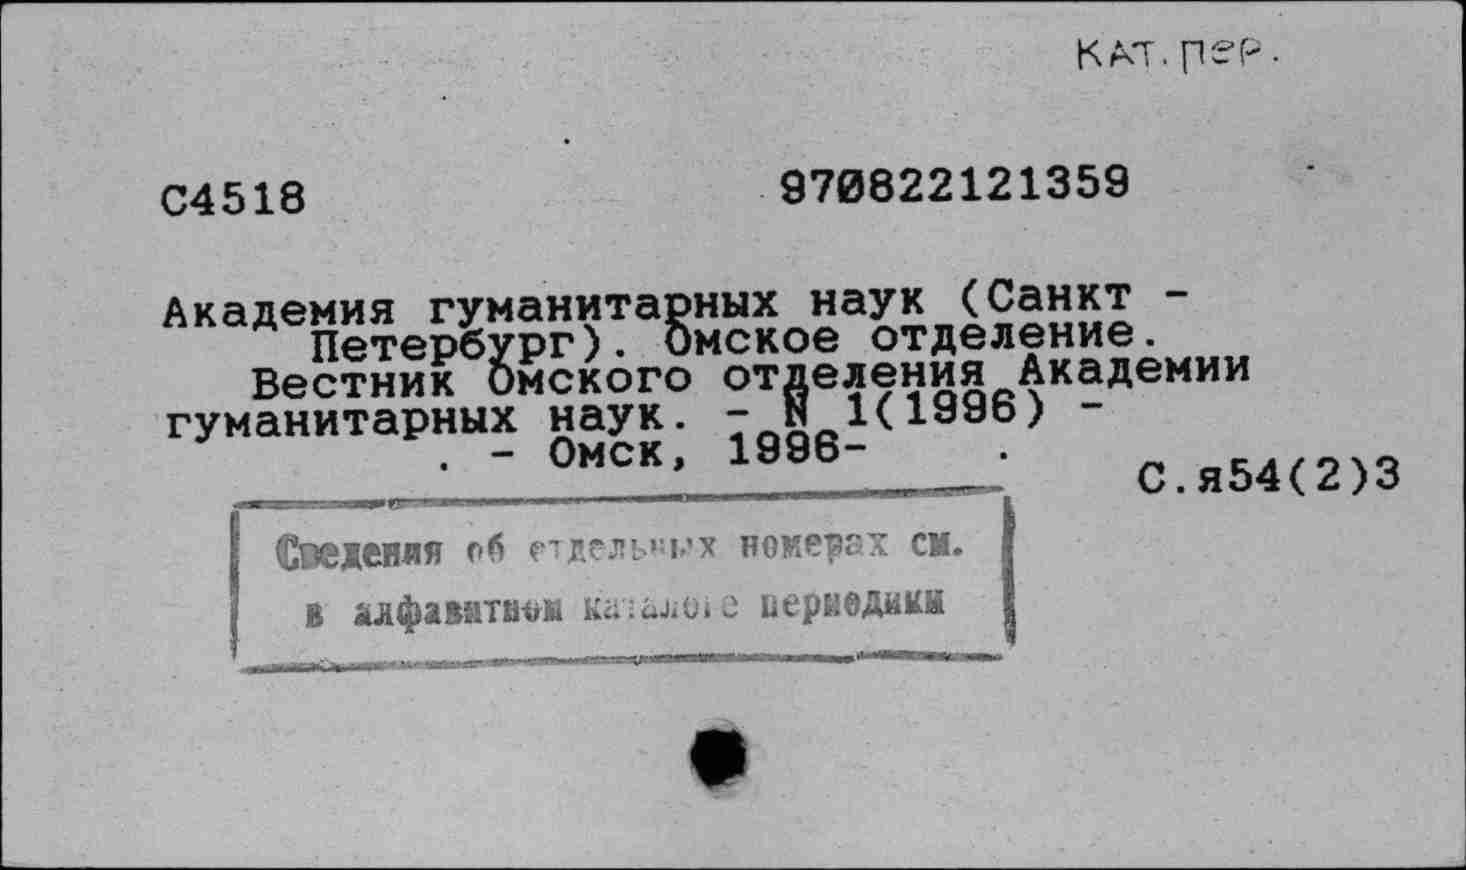 КАТ. пер.
С4518 970822121359
Академия гуманитарных наук (Санкт -
Петербург). Омское отделение.
Вестник Омского отделения Академии
гуманитарных наук. - N 1(1996) -
. - Омск, 1996- .
С.я54(2)3
Сведения об отдельных номерах см.
в алфавитном каталоге периодики